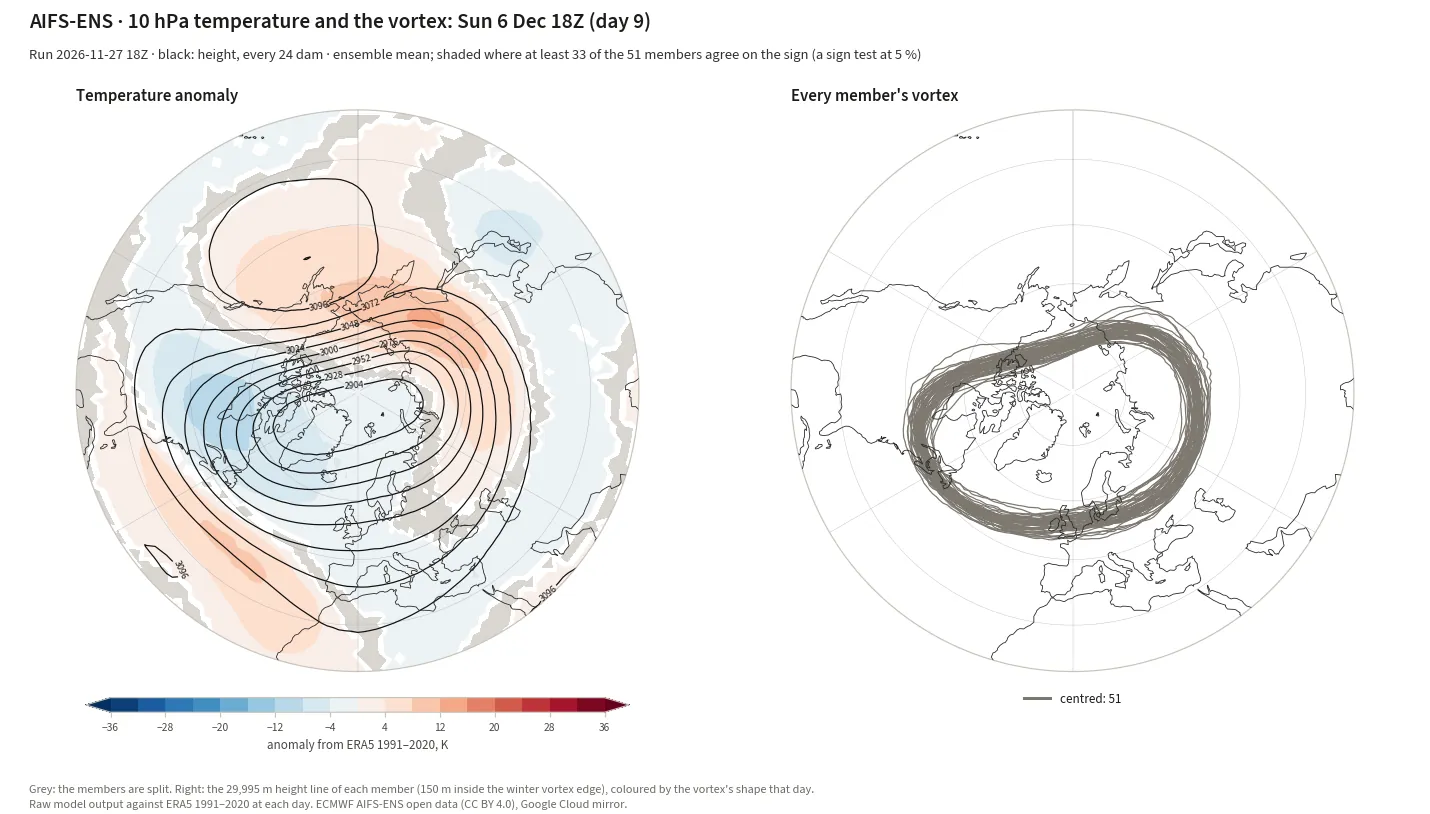 AIFS-ENS · 10 hPa temperature and the vortex: Sun 6 Dec 18Z (day 9)
Run 2026-11-27 18Z · black: height, every 24 dam · ensemble mean; shaded where at least 33 of the 51 members agree on the sign (a sign test at 5 %)
Temperature anomaly
Every member's vortex
3096
3072
3048
3024
3000
2976
2952
2928
2904
3096
3096
−36
−28
−20
−12
−4
4
12
20
28
36
anomaly from ERA5 1991–2020, K
centred: 51
Grey: the members are split. Right: the 29,995 m height line of each member (150 m inside the winter vortex edge), coloured by the vortex's shape that day.
Raw model output against ERA5 1991–2020 at each day. ECMWF AIFS-ENS open data (CC BY 4.0), Google Cloud mirror.